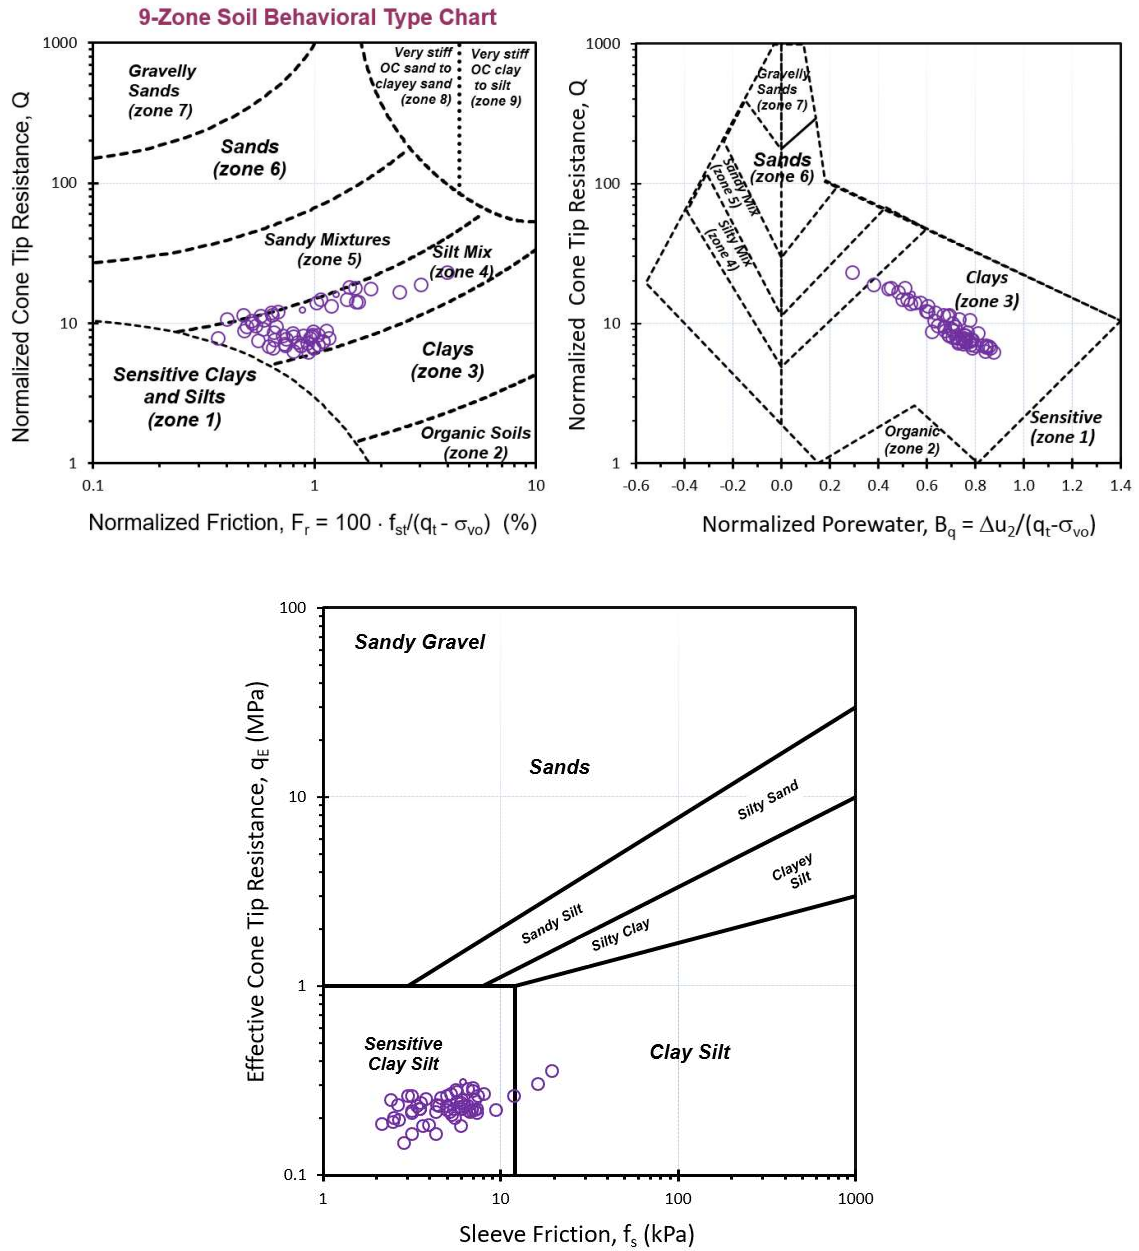 9-Zone Soil Behavioral Type Chart
Normalized Cone Tip Resistance, Q
1000
100
10
1
Gravelly
Sands
(zone 7)
Sands
(zone 6)
Very stiff
OC sand to
clayey sand
(zone 8)
Very stiff
OC clay
to silt
(zone 9)
Sandy Mixtures
(zone 5)
Silt Mix
(zone 4)
Clays
(zone 3)
Sensitive Clays
and Silts
(zone 1)
Organic Soils
(zone 2)
0.1
1
10
Normalized Friction, Fr = 100 · fst/(qt - σvo) (%)
Normalized Cone Tip Resistance, Q
1000
100
10
1
Gravelly
Sands
(zone 7)
Sands
(zone 6)
Sandy Mix
(zone 5)
Silty Mix
(zone 4)
Clays
(zone 3)
Organic
(zone 2)
Sensitive
(zone 1)
-0.6 -0.4 -0.2 0.0 0.2 0.4 0.6 0.8 1.0 1.2 1.4
Normalized Porewater, Bq = Δu2/(qt-σvo)
Effective Cone Tip Resistance, qE (MPa)
100
10
1
0.1
Sandy Gravel
Sands
Silty Sand
Clayey
Silt
Sandy Silt
Silty Clay
Sensitive
Clay Silt
Clay Silt
1 10 100 1000
Sleeve Friction, fs (kPa)